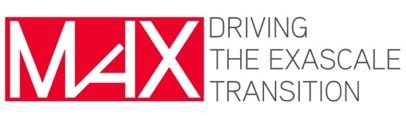 MAX
DRIVING
THE EXASCALE
TRANSITION